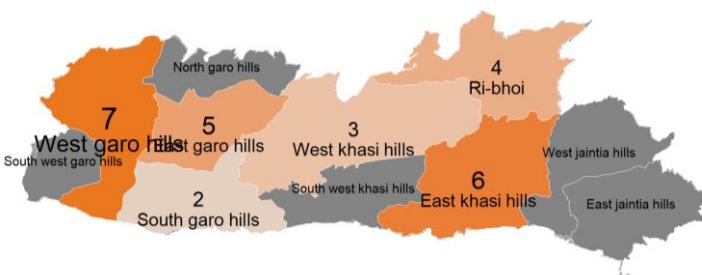 North garo hills
4
Ri-bhoi
7
West garo hills
5
East garo hills
3
West khasi hills
South west garo hills
West jaintia hills
South west khasi hills
6
East khasi hills
2
South garo hills
East jaintia hills